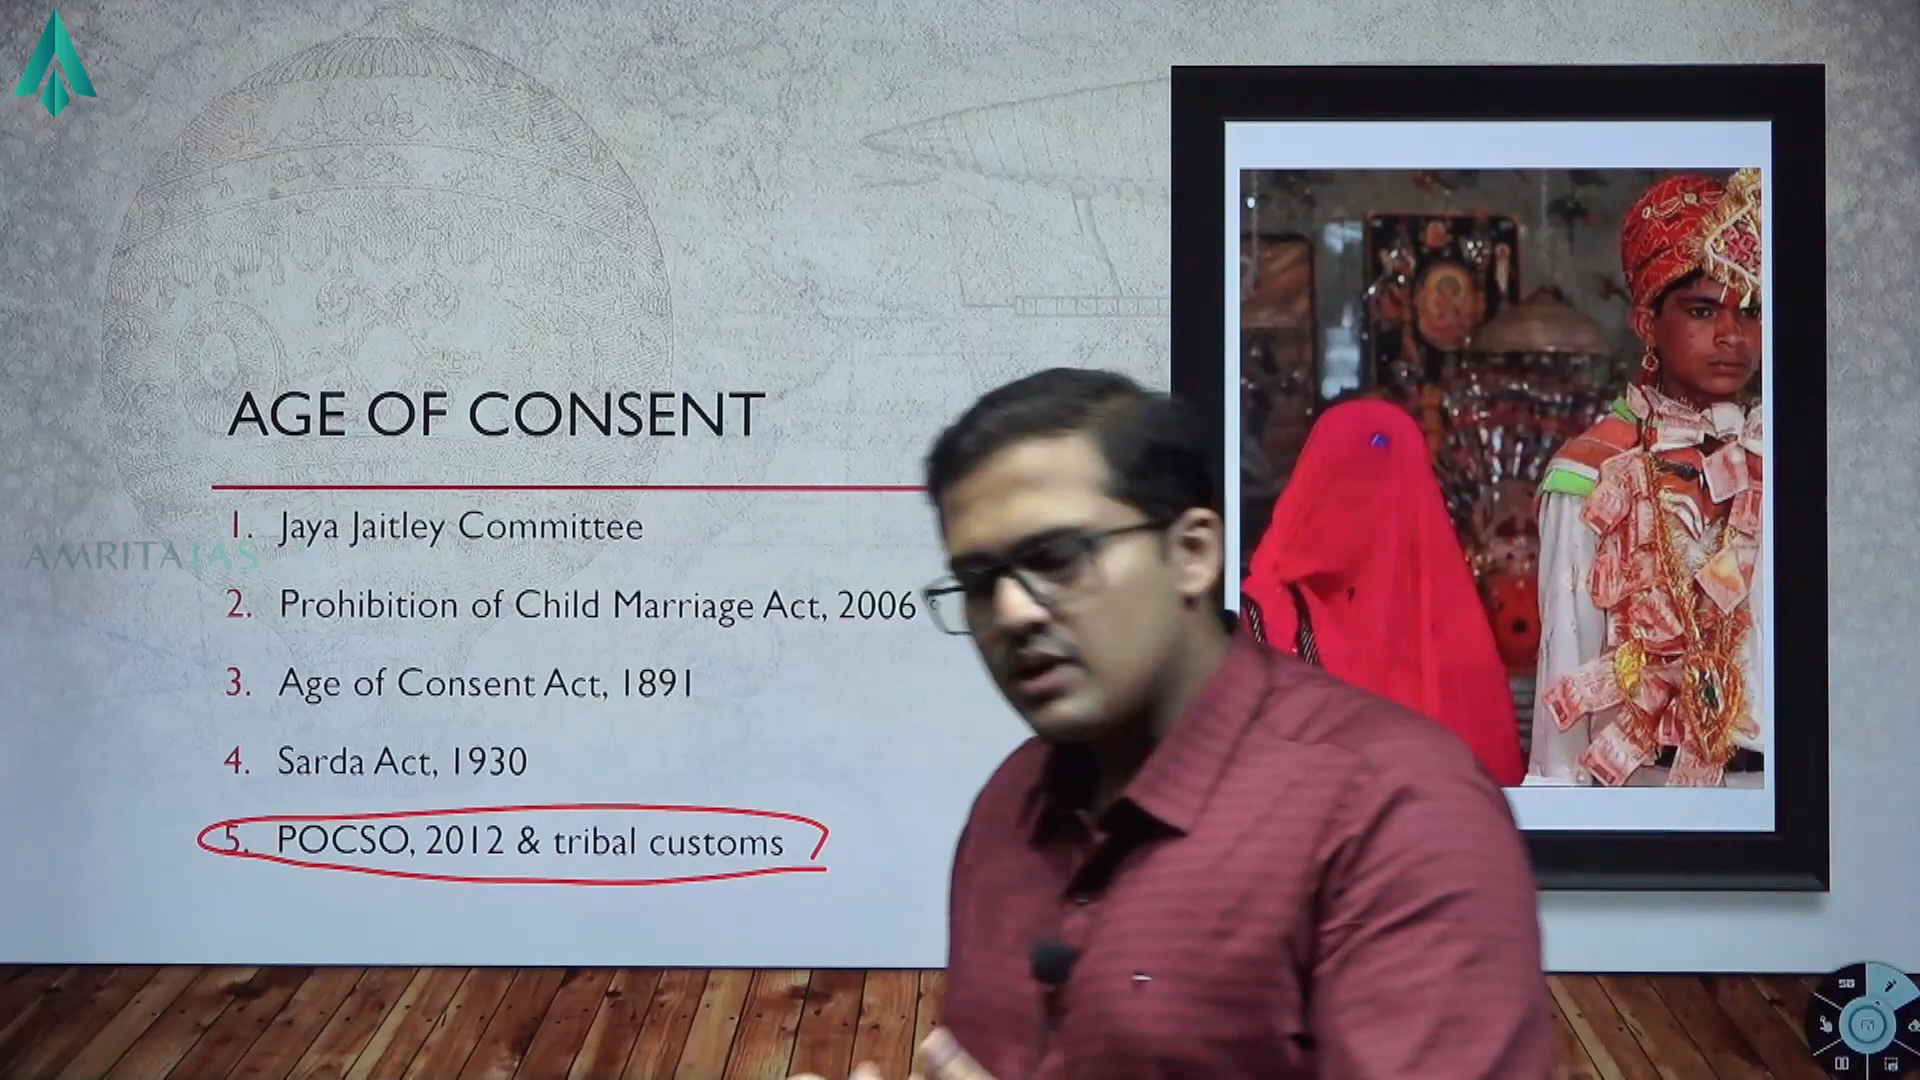 AGE OF CONSENT
1. Jaya Jaitley Committee
AMRITA IAS
2. Prohibition of Child Marriage Act, 2006
3. Age of Consent Act, 1891
4. Sarda Act, 1930
5. POCSO, 2012 & tribal customs